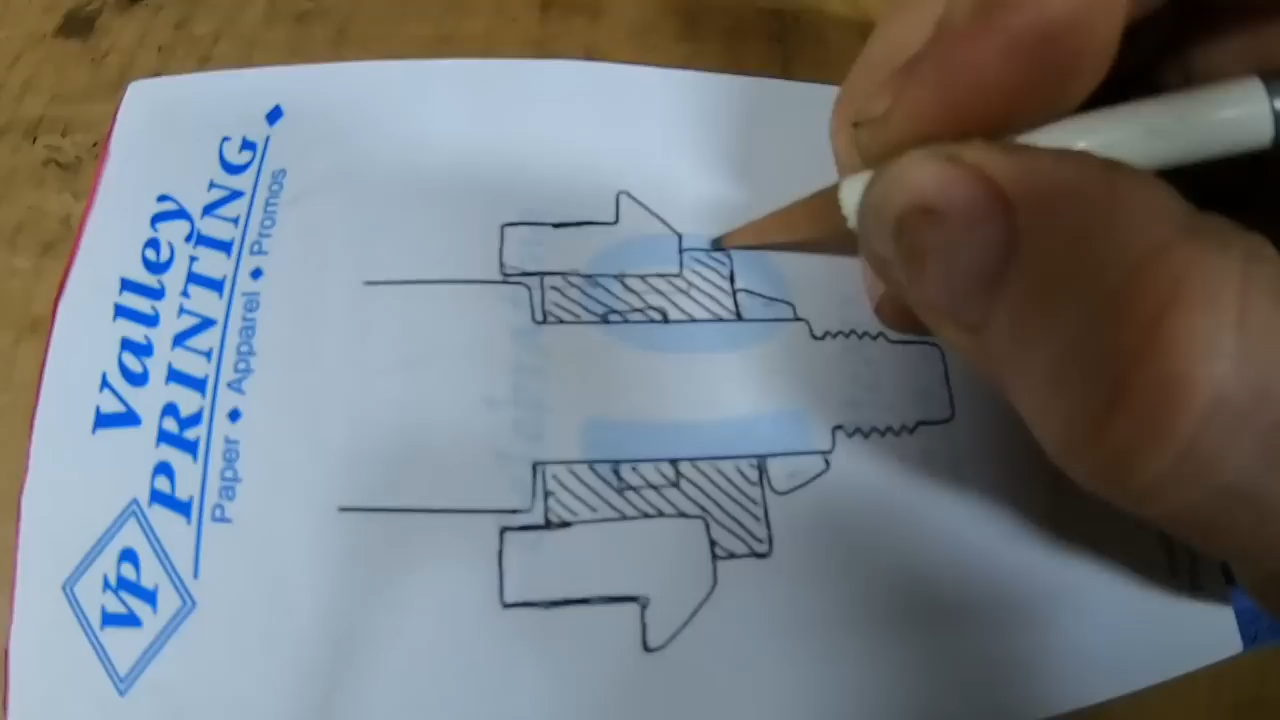 Valley
PRINTING
Paper ◆ Apparel ◆ Promos
VP